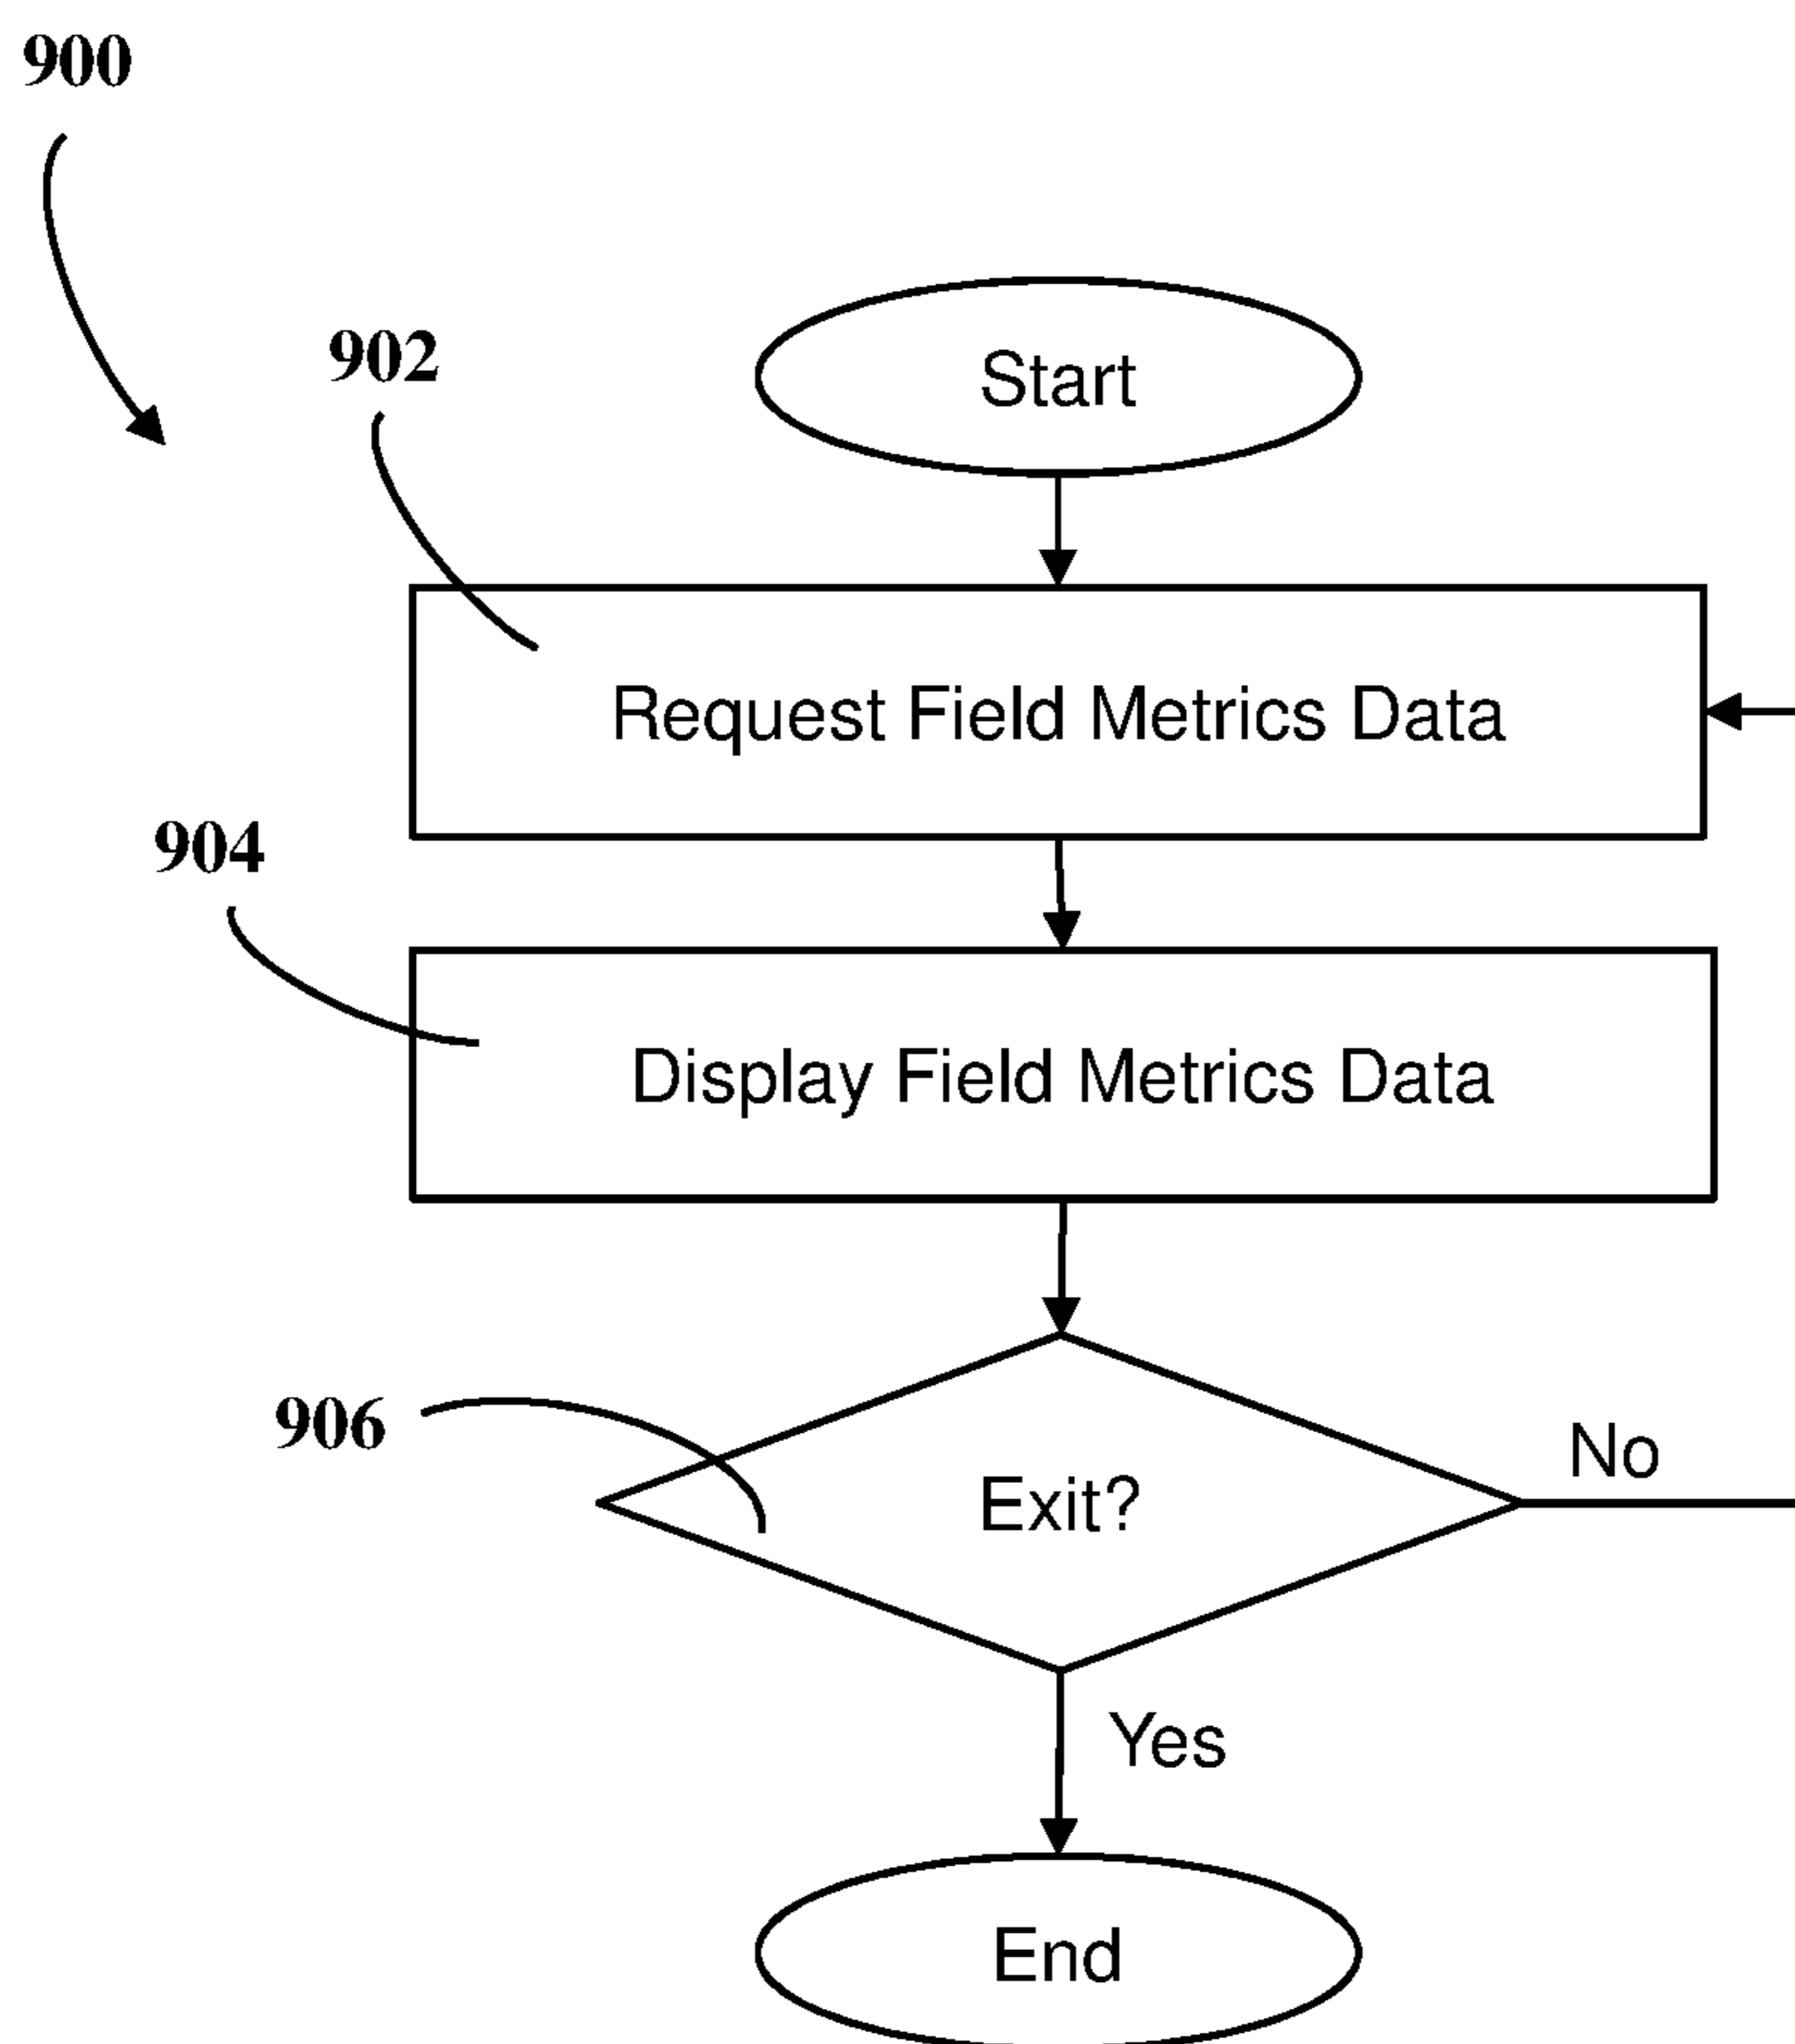 900
902
Start
Request Field Metrics Data
904
Display Field Metrics Data
906
Exit?
No
Yes
End